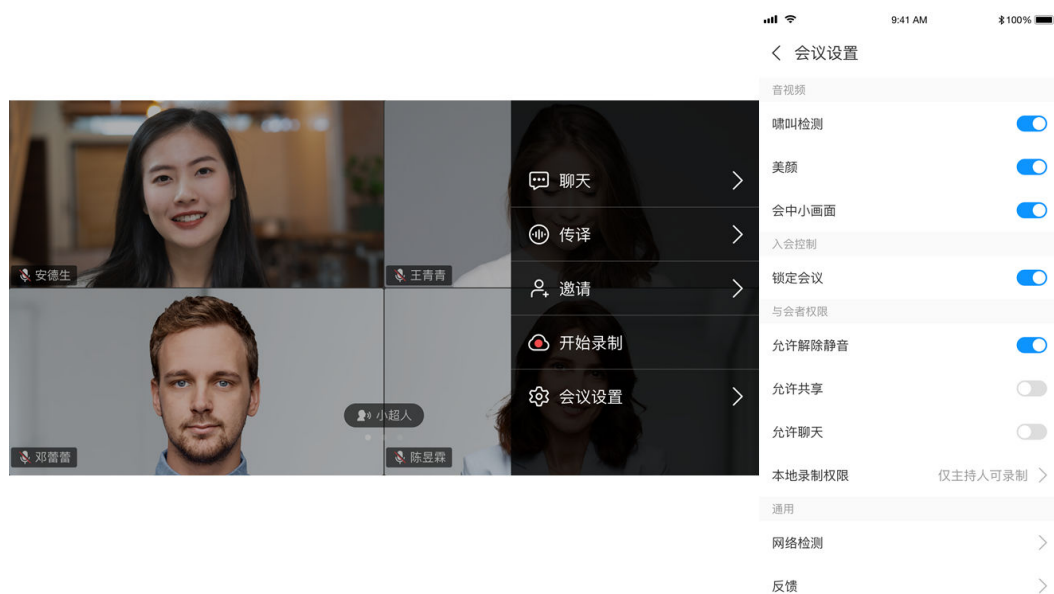 安德生
王青青
邓蕾蕾
小超人
陈昱霖
聊天
传译
邀请
开始录制
会议设置
9:41 AM
100%
会议设置
音视频
啸叫检测
美颜
会中小画面
入会控制
锁定会议
与会者权限
允许解除静音
允许共享
允许聊天
本地录制权限 仅主持人可录制
通用
网络检测
反馈